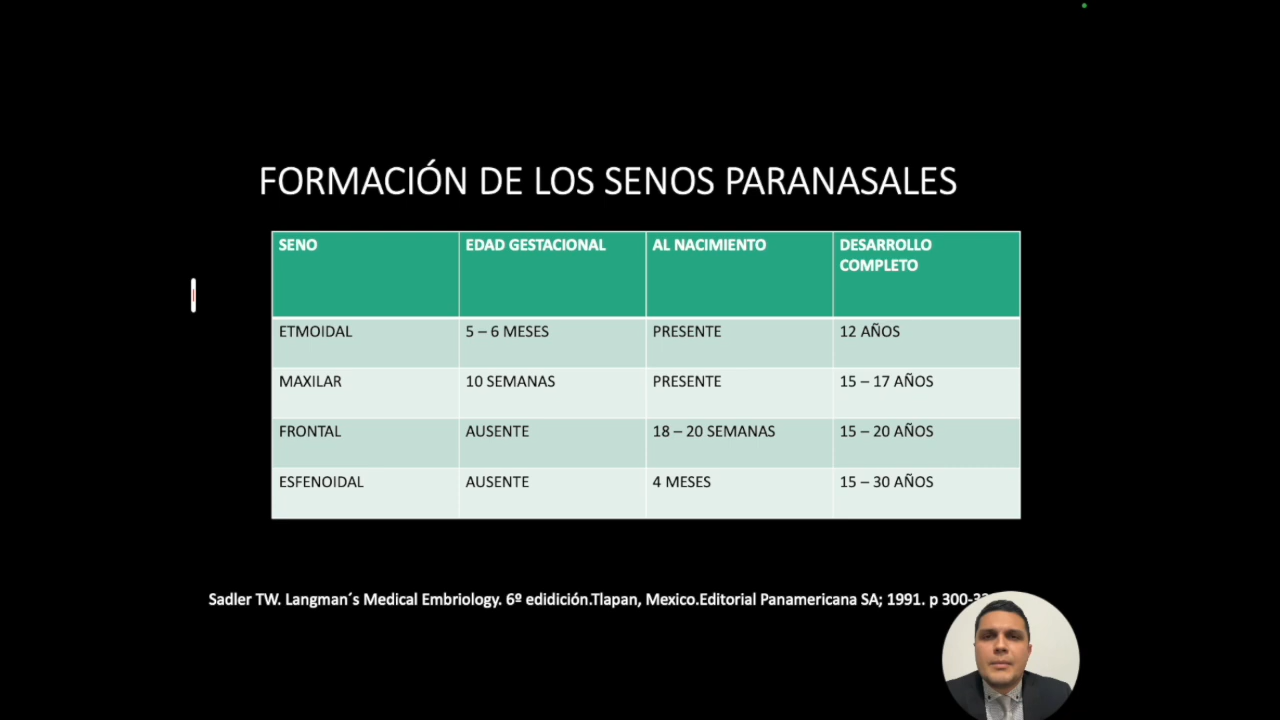 FORMACIÓN DE LOS SENOS PARANASALES
SENO EDAD GESTACIONAL AL NACIMIENTO DESARROLLO COMPLETO
ETMOIDAL 5 – 6 MESES PRESENTE 12 AÑOS
MAXILAR 10 SEMANAS PRESENTE 15 – 17 AÑOS
FRONTAL AUSENTE 18 – 20 SEMANAS 15 – 20 AÑOS
ESFENOIDAL AUSENTE 4 MESES 15 – 30 AÑOS
Sadler TW. Langman´s Medical Embriology. 6º edidición.Tlapan, Mexico.Editorial Panamericana SA; 1991. p